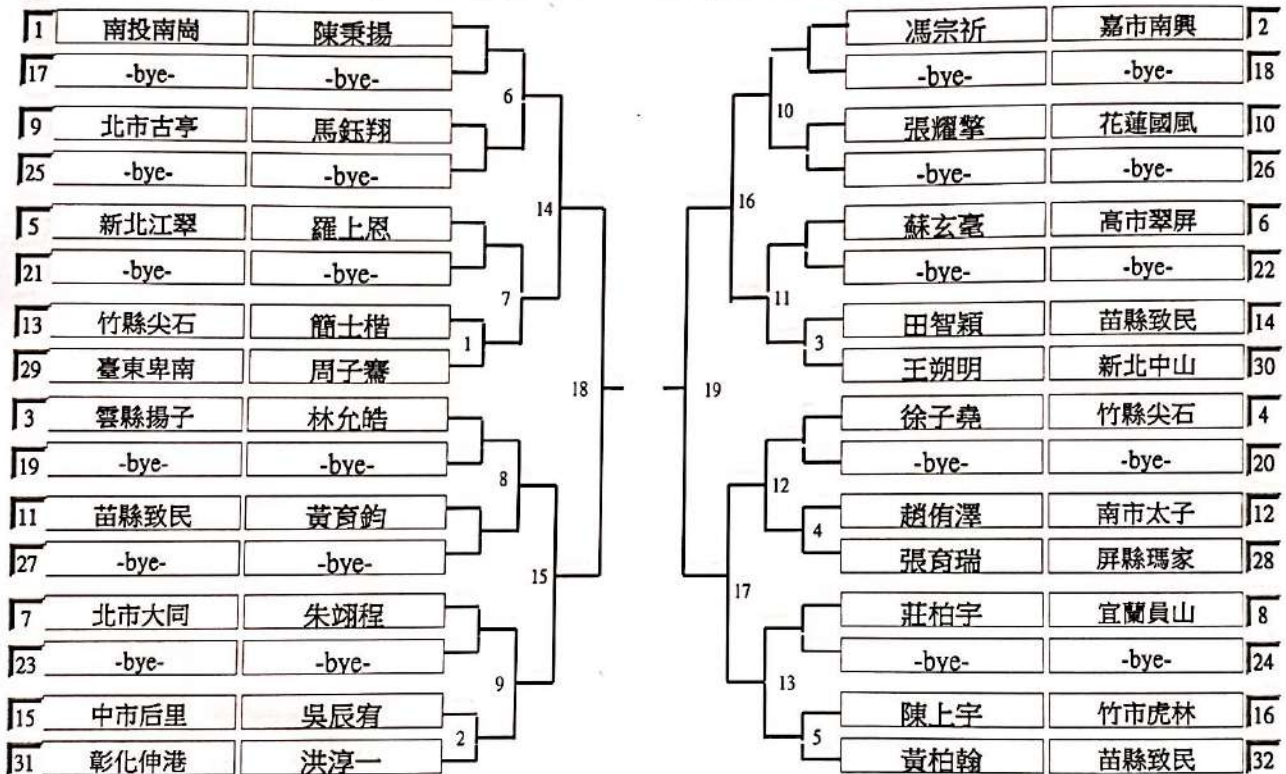 1 南投南崗 陳秉揚
17 -bye- -bye-
6
9 北市古亭 馬鈺翔
25 -bye- -bye-
14
5 新北江翠 羅上恩
21 -bye- -bye-
7
13 竹縣尖石 簡士楷
1
29 臺東卑南 周子騫
18
3 雲縣揚子 林允皓
19 -bye- -bye-
8
11 苗縣致民 黃育鈞
27 -bye- -bye-
15
7 北市大同 朱翊程
23 -bye- -bye-
9
15 中市后里 吳辰宥
2
31 彰化伸港 洪淳一
馮宗祈 嘉市南興 2
-bye- -bye- 18
10
張耀擎 花蓮國風 10
-bye- -bye- 26
16
蘇玄毫 高市翠屏 6
-bye- -bye- 22
11
田智穎 苗縣致民 14
3
王朔明 新北中山 30
19
徐子堯 竹縣尖石 4
-bye- -bye- 20
12
趙侑澤 南市太子 12
4
張育瑞 屏縣瑪家 28
17
莊柏宇 宜蘭員山 8
-bye- -bye- 24
13
陳上宇 竹市虎林 16
5
黃柏翰 苗縣致民 32